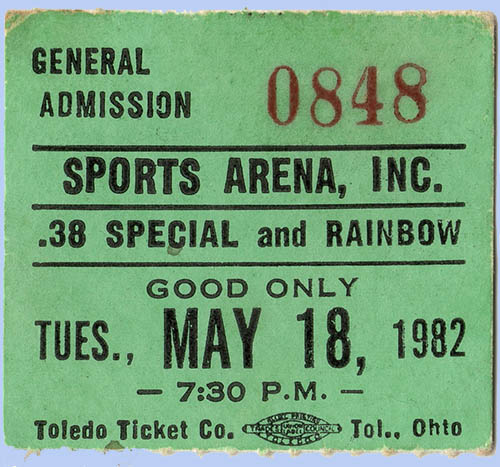 GENERAL
ADMISSION
0848
SPORTS ARENA, INC.
.38 SPECIAL and RAINBOW
GOOD ONLY
TUES., MAY 18, 1982
— 7:30 P.M. —
Toledo Ticket Co. Tol., Ohio
TOLEDO